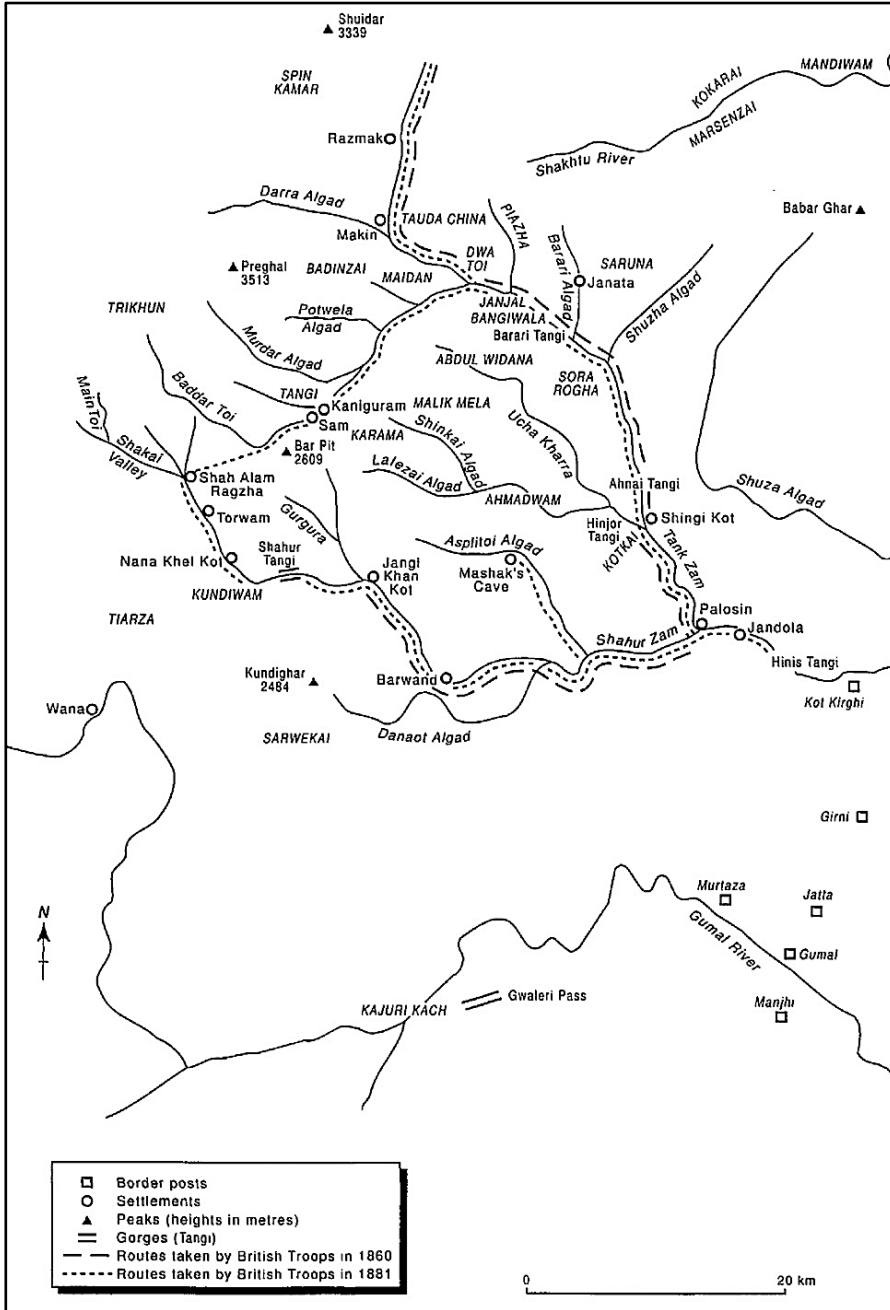 Shuidar
3339
SPIN
KAMAR
MANDIWAM
KOKARAI
MARSENZAI
Razmak
Shakhtu River
Darra Algad
TAUDA CHINA
PIAZHA
Babar Ghar
Makin
DWA
TOI
Barari Algad
SARUNA
Preghal
3513
BADINZAI
MAIDAN
Janata
TRIKHUN
JANJAL
Shuzha Algad
Potwela
Algad
BANGIWALA
Barari Tangi
Murdar Algad
ABDUL WIDANA
Main Toi
Baddar Toi
TANGI
SORA
ROGHA
Kaniguram
MALIK MELA
Sam
KARAMA
Shinkai Algad
Ucha Kharra
Shakai
Valley
Bar Pit
2609
Lalezai Algad
Shah Alam
Ragzha
AHMADWAM
Ahnai Tangi
Shuza Algad
Torwam
Gurgura
Hinjor
Tangi
Shingi Kot
KOTKAI
Tank Zam
Nana Khel Kot
Shahur
Tangi
Asplitoi Algad
Jangi
Khan
Kot
Mashak's
Cave
KUNDIWAM
TIARZA
Palosin
Shahur Zam
Jandola
Hinis Tangi
Kundighar
2484
Barwand
Kot Kirghi
Wana
Danaot Algad
SARWEKAI
Girni
Murtaza
Jatta
N
Gumal River
Gumal
KAJURI KACH
Gwaleri Pass
Manjhi
Border posts
Settlements
Peaks (heights in metres)
Gorges (Tangi)
Routes taken by British Troops in 1860
Routes taken by British Troops in 1881
0
20 km